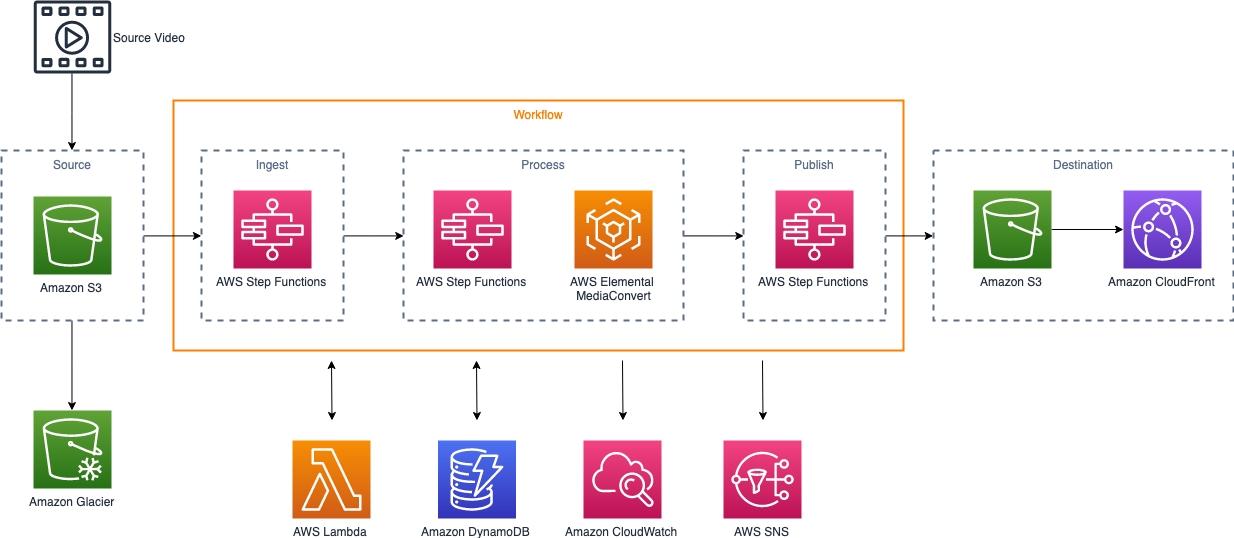 Source Video
Workflow
Source
Ingest
Process
Publish
Destination
Amazon S3
AWS Step Functions
AWS Step Functions
AWS Elemental
MediaConvert
AWS Step Functions
Amazon S3
Amazon CloudFront
Amazon Glacier
AWS Lambda
Amazon DynamoDB
Amazon CloudWatch
AWS SNS